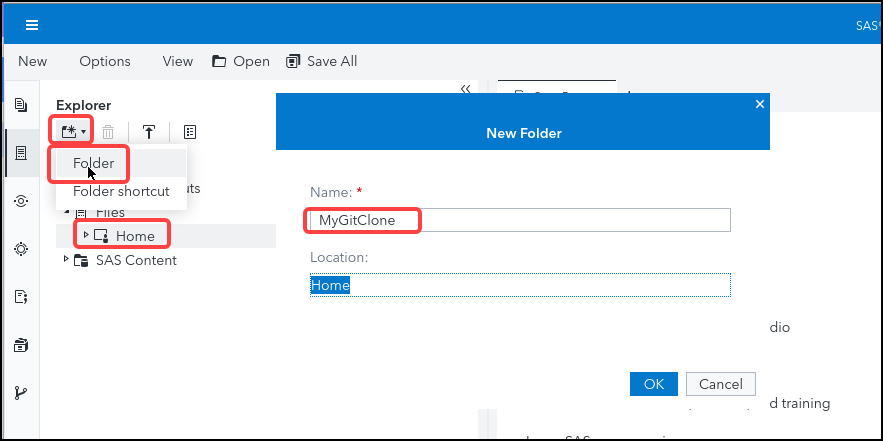 SAS®
New Options View Open Save All
Explorer
New Folder
Folder
Name: *
Folder shortcut
uts
MyGitClone
Files
Home
Location:
SAS Content
Home
dio
OK Cancel
d training